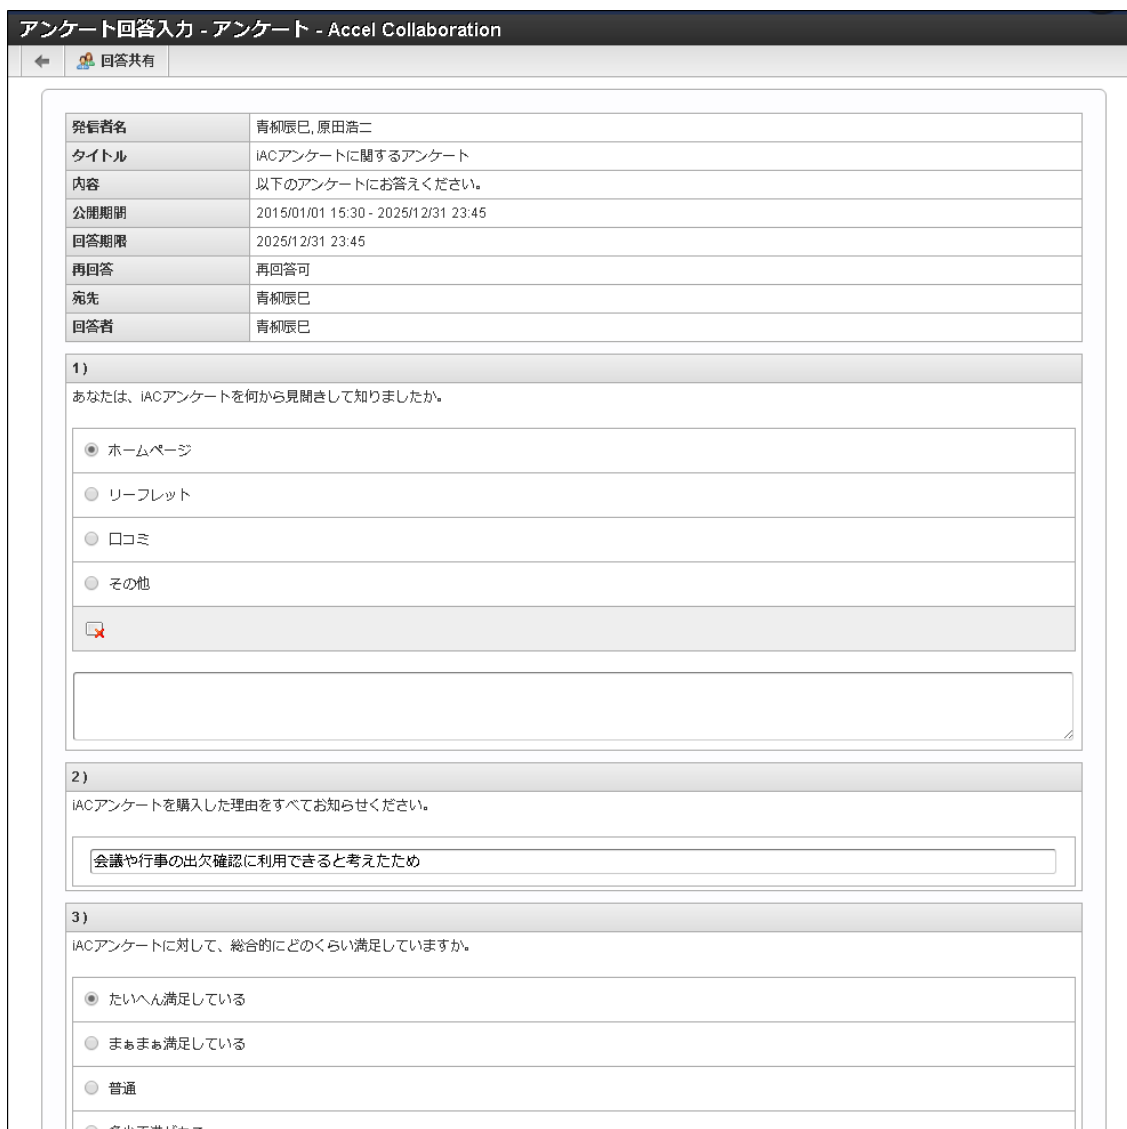 アンケート回答入力 - アンケート - Accel Collaboration
回答共有
発信者名 青柳辰巳, 原田浩二
タイトル iACアンケートに関するアンケート
内容 以下のアンケートにお答えください。
公開期間 2015/01/01 15:30 - 2025/12/31 23:45
回答期限 2025/12/31 23:45
再回答 再回答可
宛先 青柳辰巳
回答者 青柳辰巳
1)
あなたは、iACアンケートを何から見聞きして知りましたか。
ホームページ
リーフレット
口コミ
その他
2)
iACアンケートを購入した理由をすべてお知らせください。
会議や行事の出欠確認に利用できると考えたため
3)
iACアンケートに対して、総合的にどのくらい満足していますか。
たいへん満足している
まぁまぁ満足している
普通